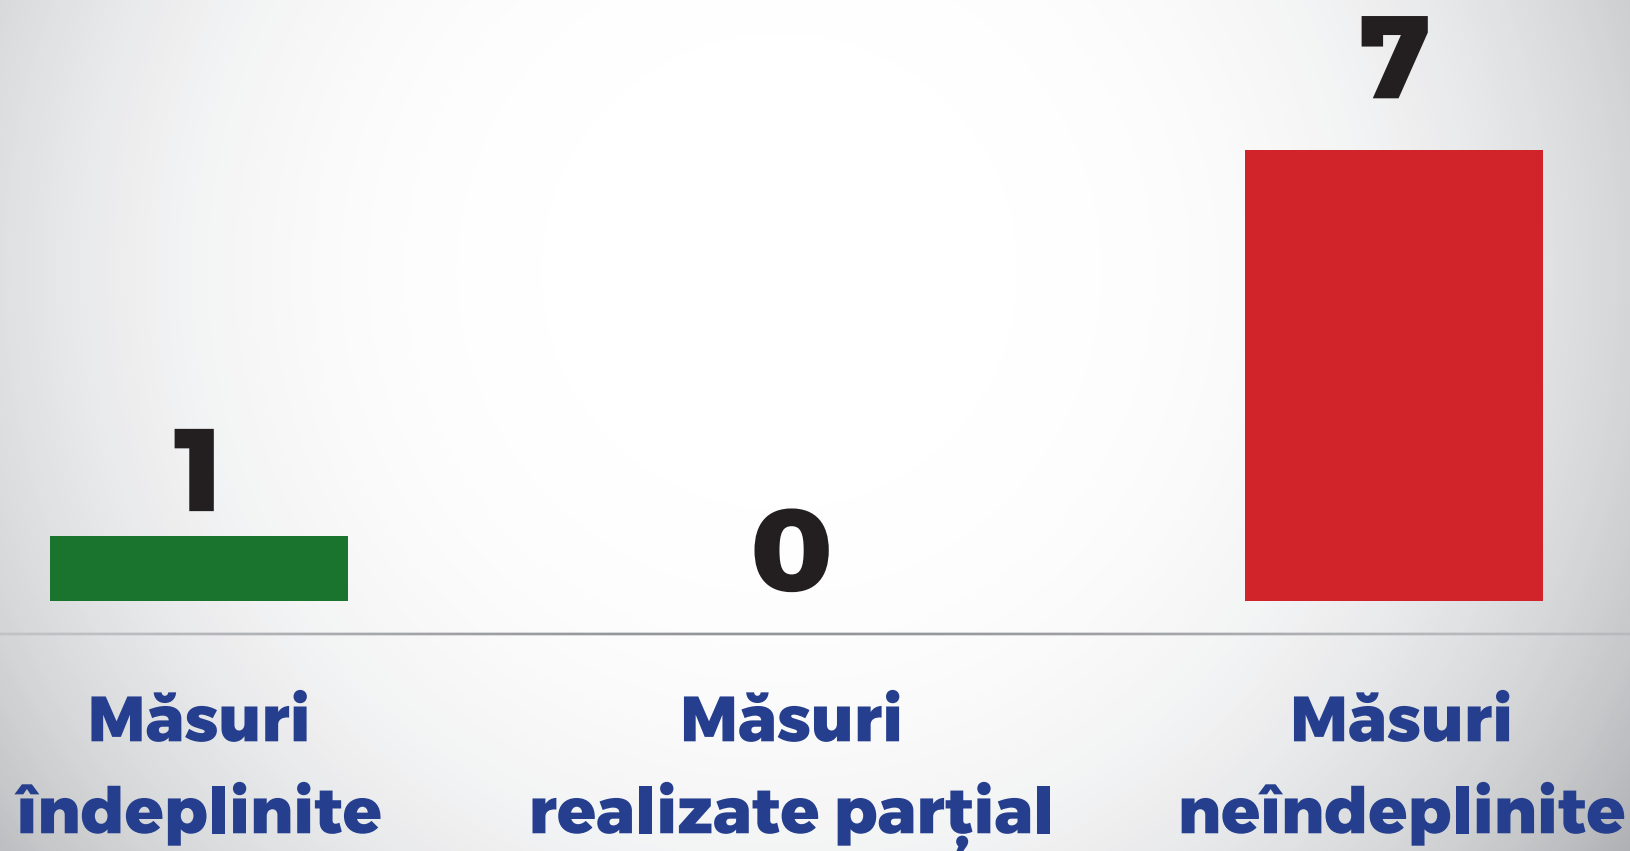 7
1
0
Măsuri
îndeplinite
Măsuri
realizate parțial
Măsuri
neîndeplinite